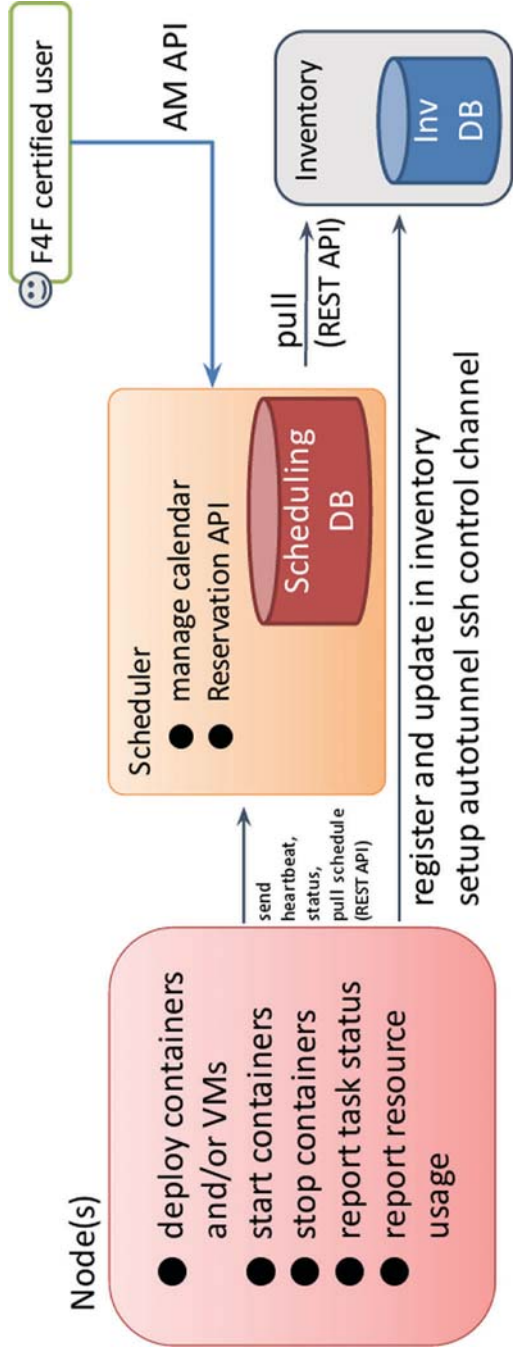 Node(s)
● deploy containers
and/or VMs
● start containers
● stop containers
● report task status
● report resource
usage
send
heartbeat,
status,
pull schedule
(REST API)
Scheduler
● manage calendar
● Reservation API
Scheduling
DB
F4F certified user
AM API
pull
(REST API)
Inventory
Inv
DB
register and update in inventory
setup autotunnel ssh control channel